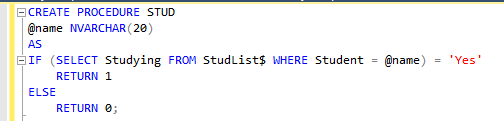 CREATE PROCEDURE STUD
@name NVARCHAR(20)
AS
IF (SELECT Studying FROM StudList$ WHERE Student = @name) = 'Yes'
    RETURN 1
ELSE
    RETURN 0;